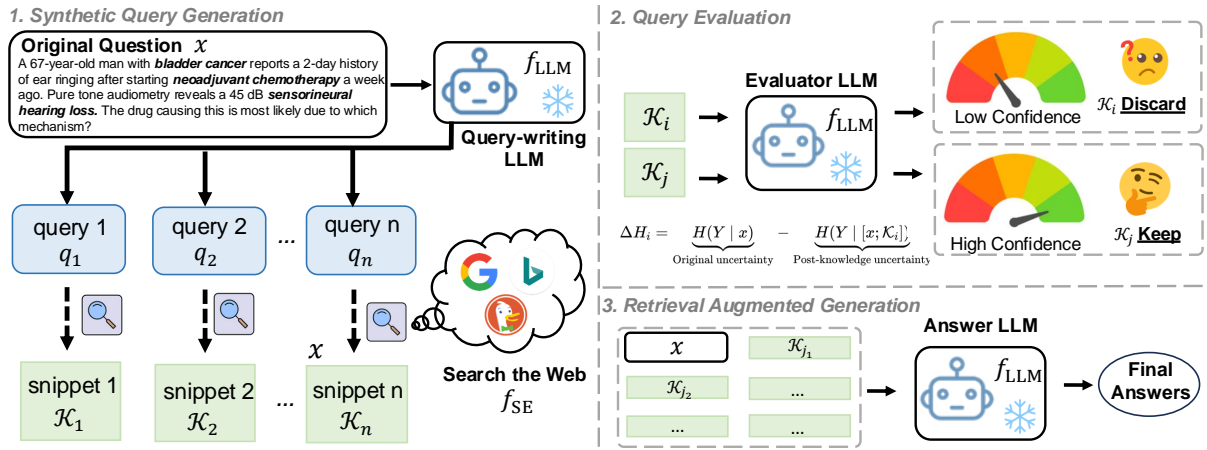 1. Synthetic Query Generation
Original Question x
A 67-year-old man with bladder cancer reports a 2-day history
of ear ringing after starting neoadjuvant chemotherapy a week
ago. Pure tone audiometry reveals a 45 dB sensorineural
hearing loss. The drug causing this is most likely due to which
mechanism?
f_LLM
Query-writing
LLM
query 1
q_1
query 2
q_2
...
query n
q_n
x
snippet 1
𝒦_1
snippet 2
𝒦_2
...
snippet n
𝒦_n
G
b
Search the Web
f_SE
2. Query Evaluation
𝒦_i
𝒦_j
Evaluator LLM
f_LLM
Low Confidence
?
𝒦_i Discard
High Confidence
𝒦_j Keep
ΔH_i = H(Y | x) − H(Y | [x; 𝒦_i]),
Original uncertainty Post-knowledge uncertainty
3. Retrieval Augmented Generation
x
𝒦_{j_1}
𝒦_{j_2}
...
...
...
Answer LLM
f_LLM
Final
Answers